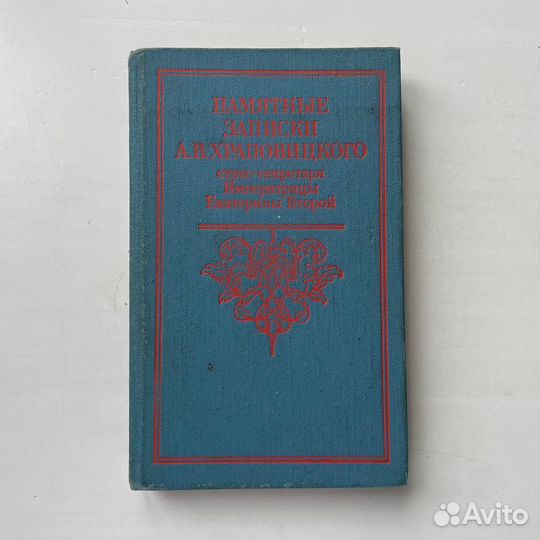 ПАМЯТНЫЕ
ЗАПИСКИ
А.В.ХРАПОВИЦКОГО
статс-секретаря
Императрицы
Екатерины Второй
Avito